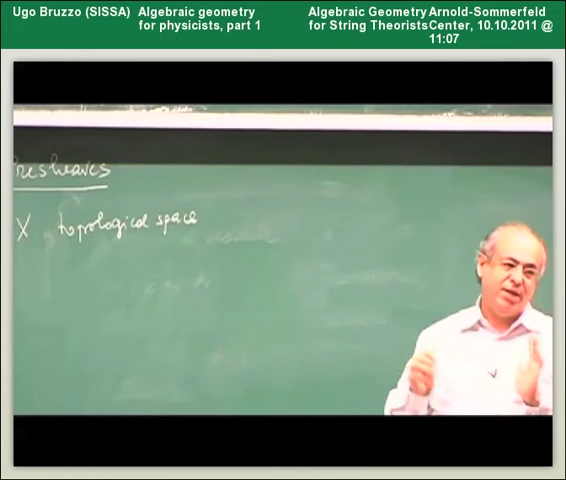 Ugo Bruzzo (SISSA) Algebraic geometry for physicists, part 1
Algebraic Geometry for String Theorists
Arnold-Sommerfeld Center, 10.10.2011 @ 11:07
resheaves
X topological space